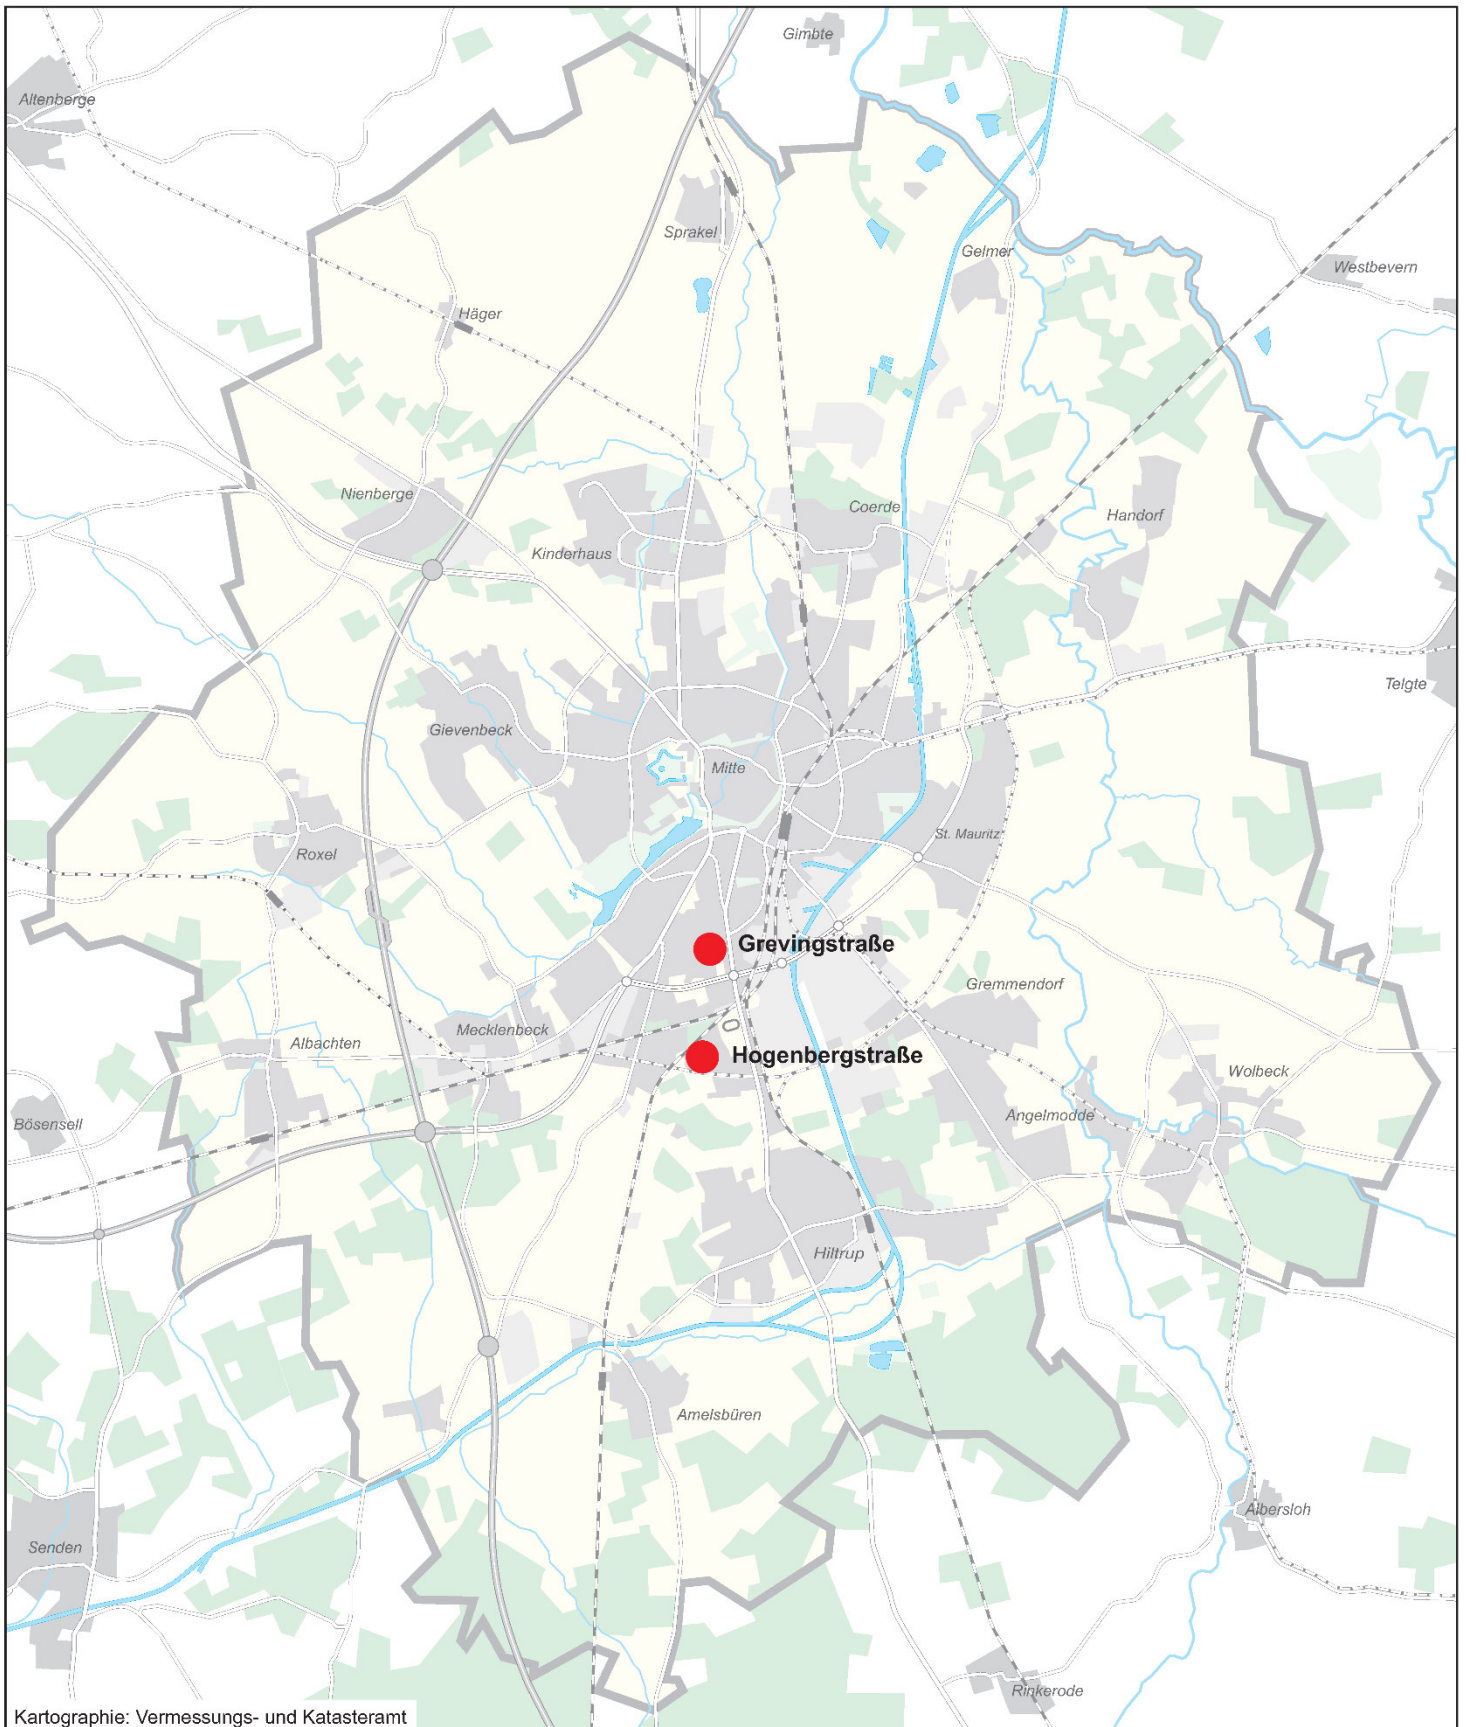 Gimbte
Altenberge
Sprakel
Gelmer
Westbevern
Häger
Nienberge
Coerde
Handorf
Kinderhaus
Telgte
Gievenbeck
Mitte
St. Mauritz
Roxel
Grevingstraße
Gremmendorf
Mecklenbeck
Albachten
Hogenbergstraße
Wolbeck
Angelmodde
Bösensell
Hiltrup
Amelsbüren
Albersloh
Senden
Rinkerode
Kartographie: Vermessungs- und Katasteramt